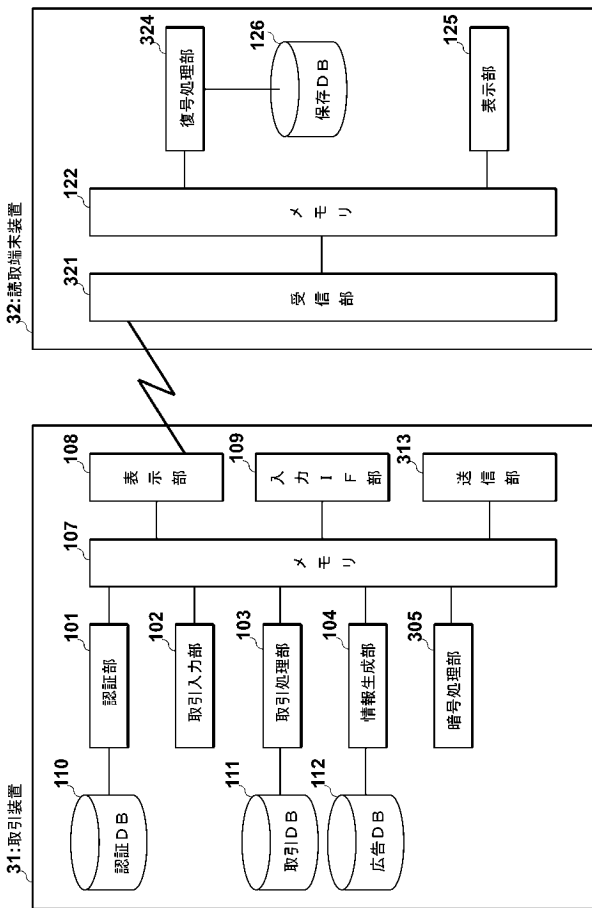 31:取引装置
110
認証DB
101
認証部
102
取引入力部
111
取引DB
103
取引処理部
112
広告DB
104
情報生成部
305
暗号処理部
107
メモリ
108
表示部
109
入力IF部
313
送信部
32:読取端末装置
321
受信部
122
メモリ
324
復号処理部
126
保存DB
125
表示部